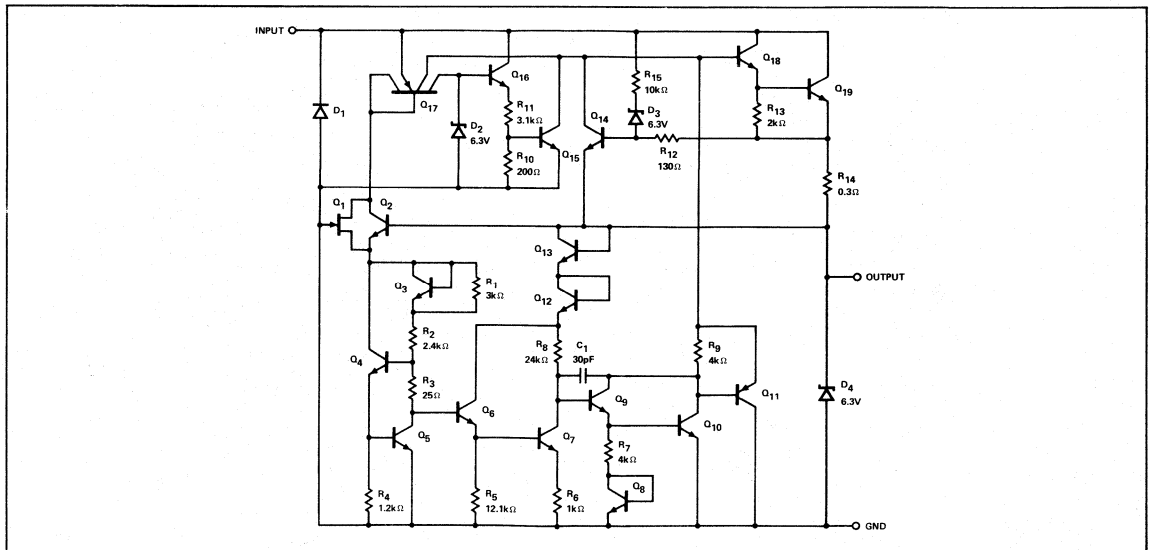 INPUT
Q18
R15
10kΩ
Q16
Q19
D1
Q17
R11
3.1kΩ
D3
6.3V
Q14
R13
2kΩ
D2
6.3V
Q15
R12
130Ω
R10
200Ω
R14
0.3Ω
Q1
Q2
Q13
OUTPUT
Q3
R1
3kΩ
Q12
R2
2.4kΩ
R8
24kΩ
C1
30pF
R9
4kΩ
Q4
R3
25Ω
Q6
Q9
Q11
D4
6.3V
Q5
Q7
Q10
R7
4kΩ
R4
1.2kΩ
R5
12.1kΩ
R6
1kΩ
Q8
GND